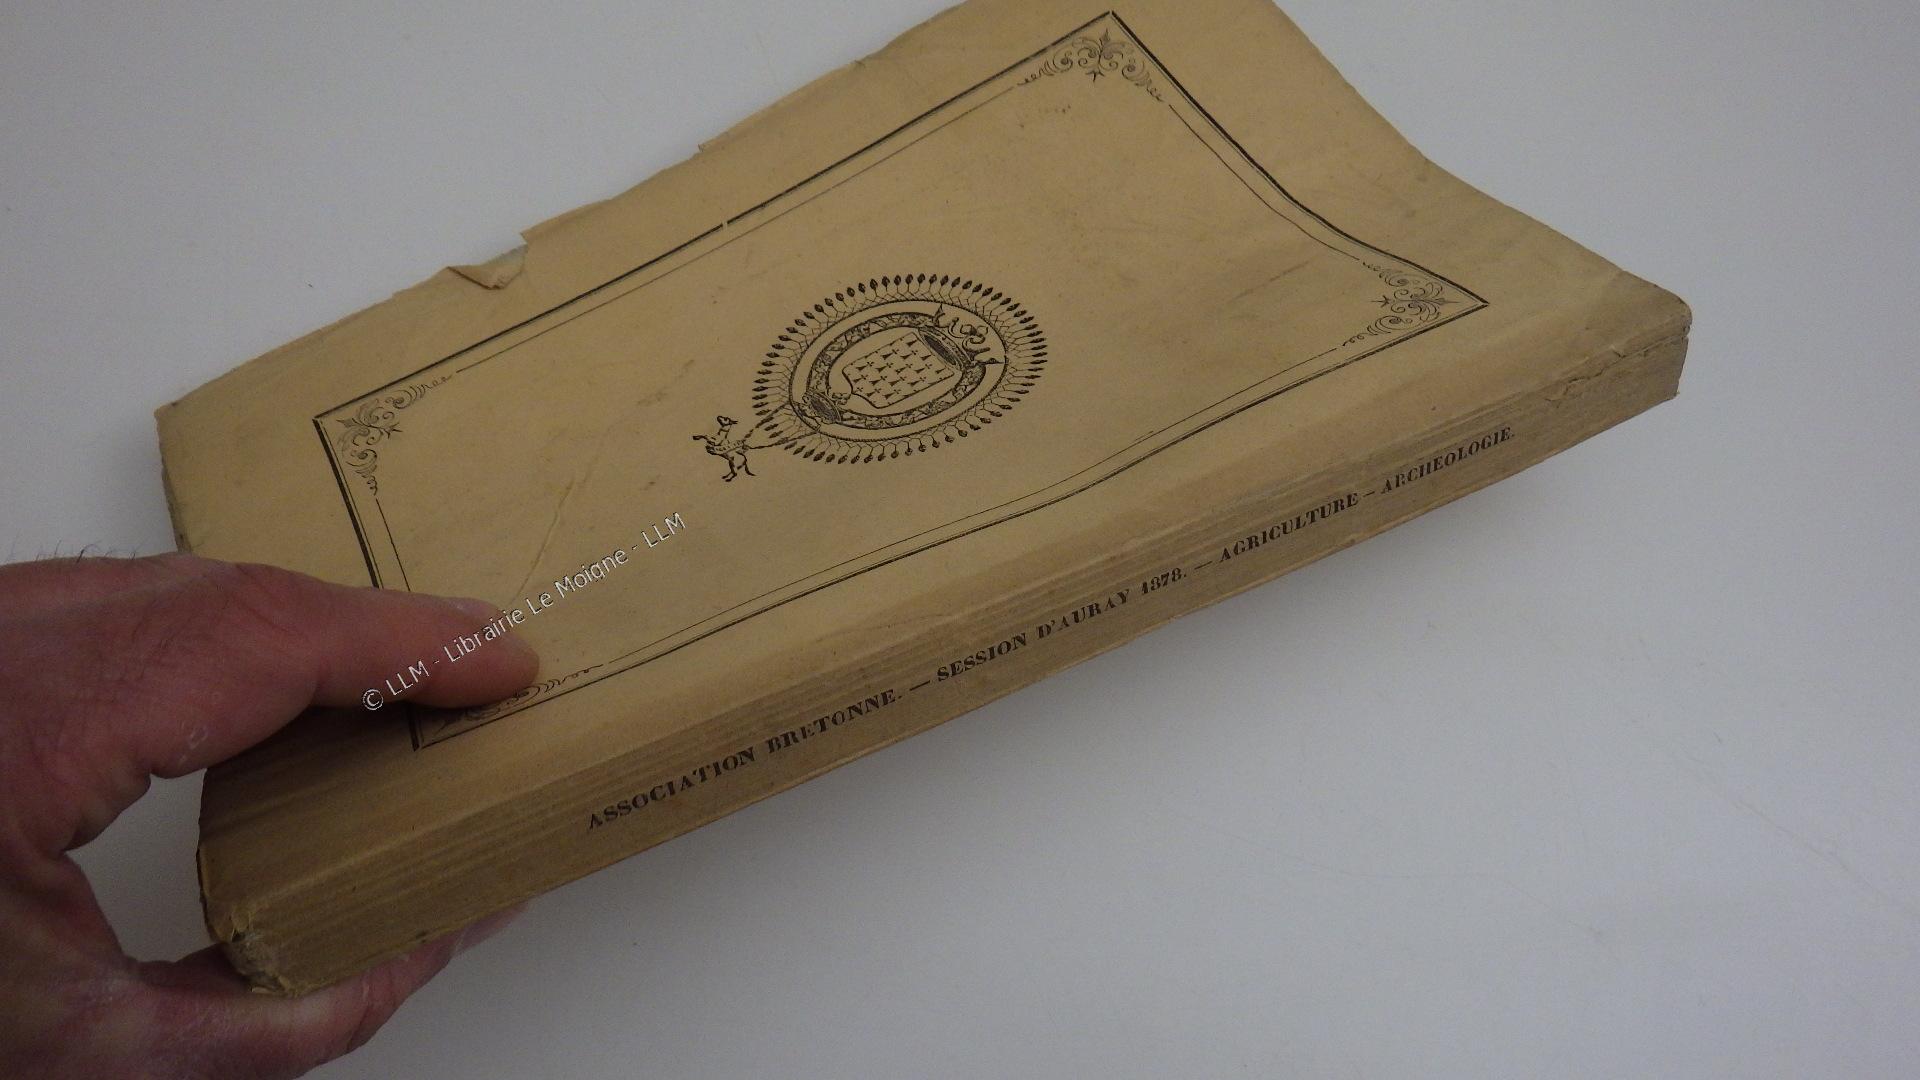 © LLM - Librairie Le Moigne - LLM
ASSOCIATION BRETONNE. — SESSION D'AURAY 1878. — AGRICULTURE — ARCHEOLOGIE.